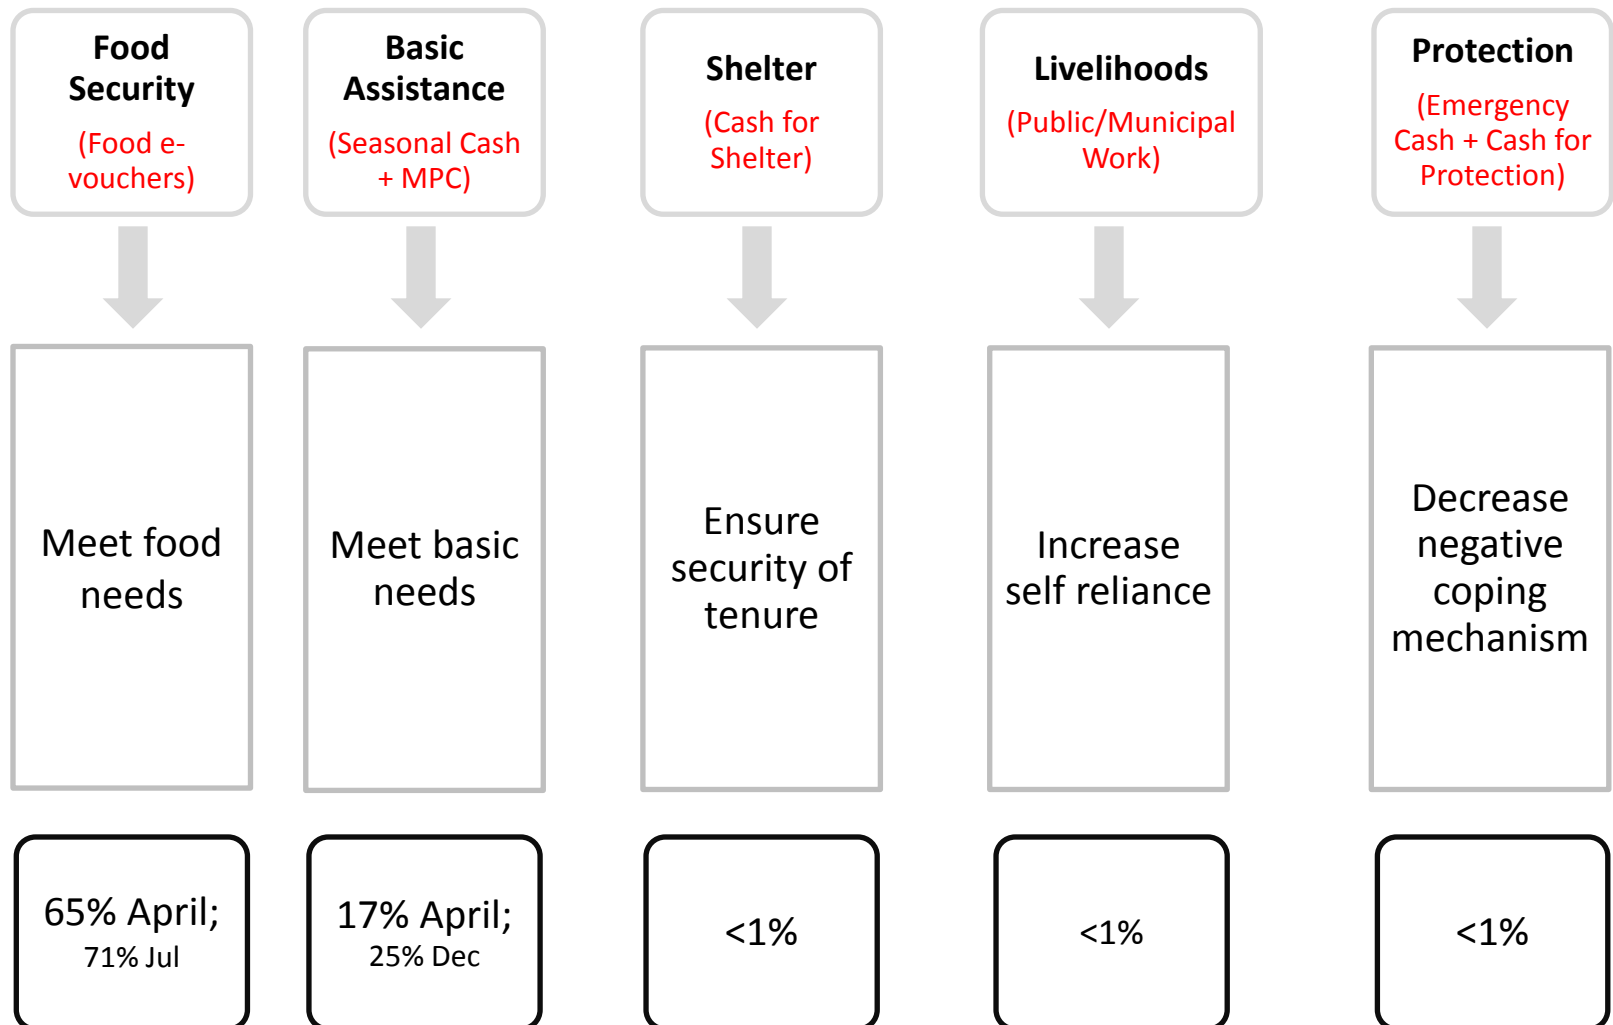 Food
Security
(Food e-
vouchers)
Basic
Assistance
(Seasonal Cash
+ MPC)
Shelter
(Cash for
Shelter)
Livelihoods
(Public/Municipal
Work)
Protection
(Emergency
Cash + Cash for
Protection)
Meet food
needs
Meet basic
needs
Ensure
security of
tenure
Increase
self reliance
Decrease
negative
coping
mechanism
65% April;
71% Jul
17% April;
25% Dec
<1%
<1%
<1%